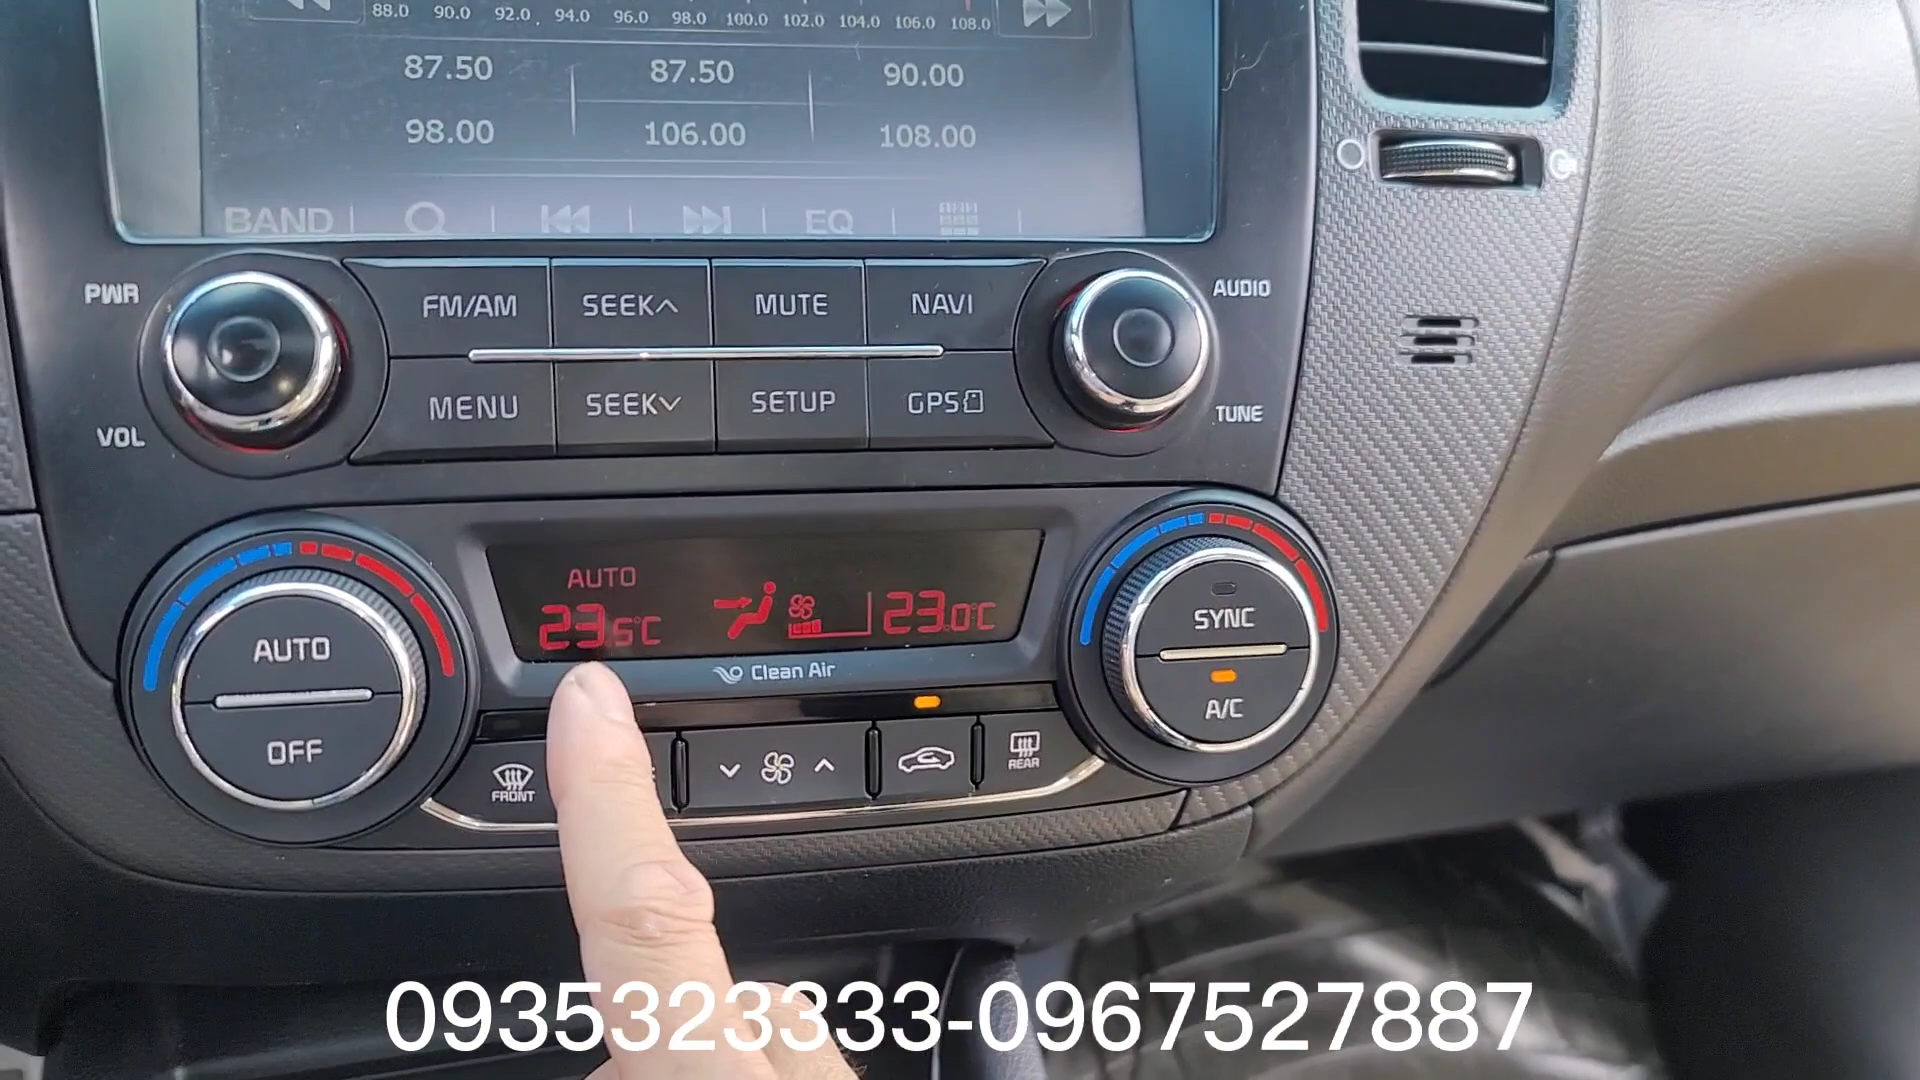 88.0 90.0 92.0 94.0 96.0 98.0 100.0 102.0 104.0 106.0 108.0
87.50 87.50 90.00
98.00 106.00 108.00
BAND EQ
PWR AUDIO
FM/AM SEEK MUTE NAVI
MENU SEEK SETUP GPS
VOL TUNE
AUTO
23.5°C 23.0°C
Clean Air
AUTO
OFF
SYNC
A/C
FRONT
REAR
0935323333-0967527887